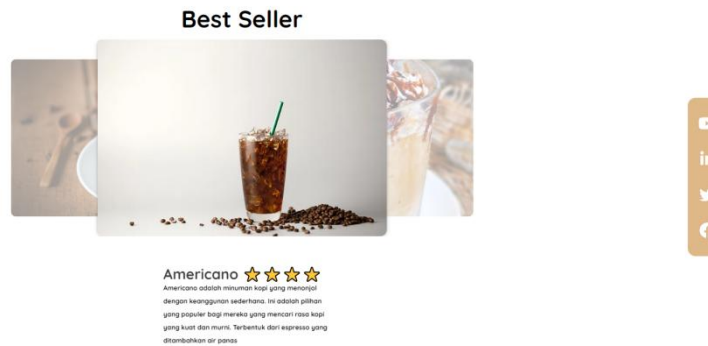 Best Seller
Americano
Americano adalah minuman kopi yang menonjol
dengan keanggunan sederhana. Ini adalah pilihan
yang populer bagi mereka yang mencari rasa kopi
yang kuat dan murni. Terbentuk dari espresso yang
ditambahkan air panas